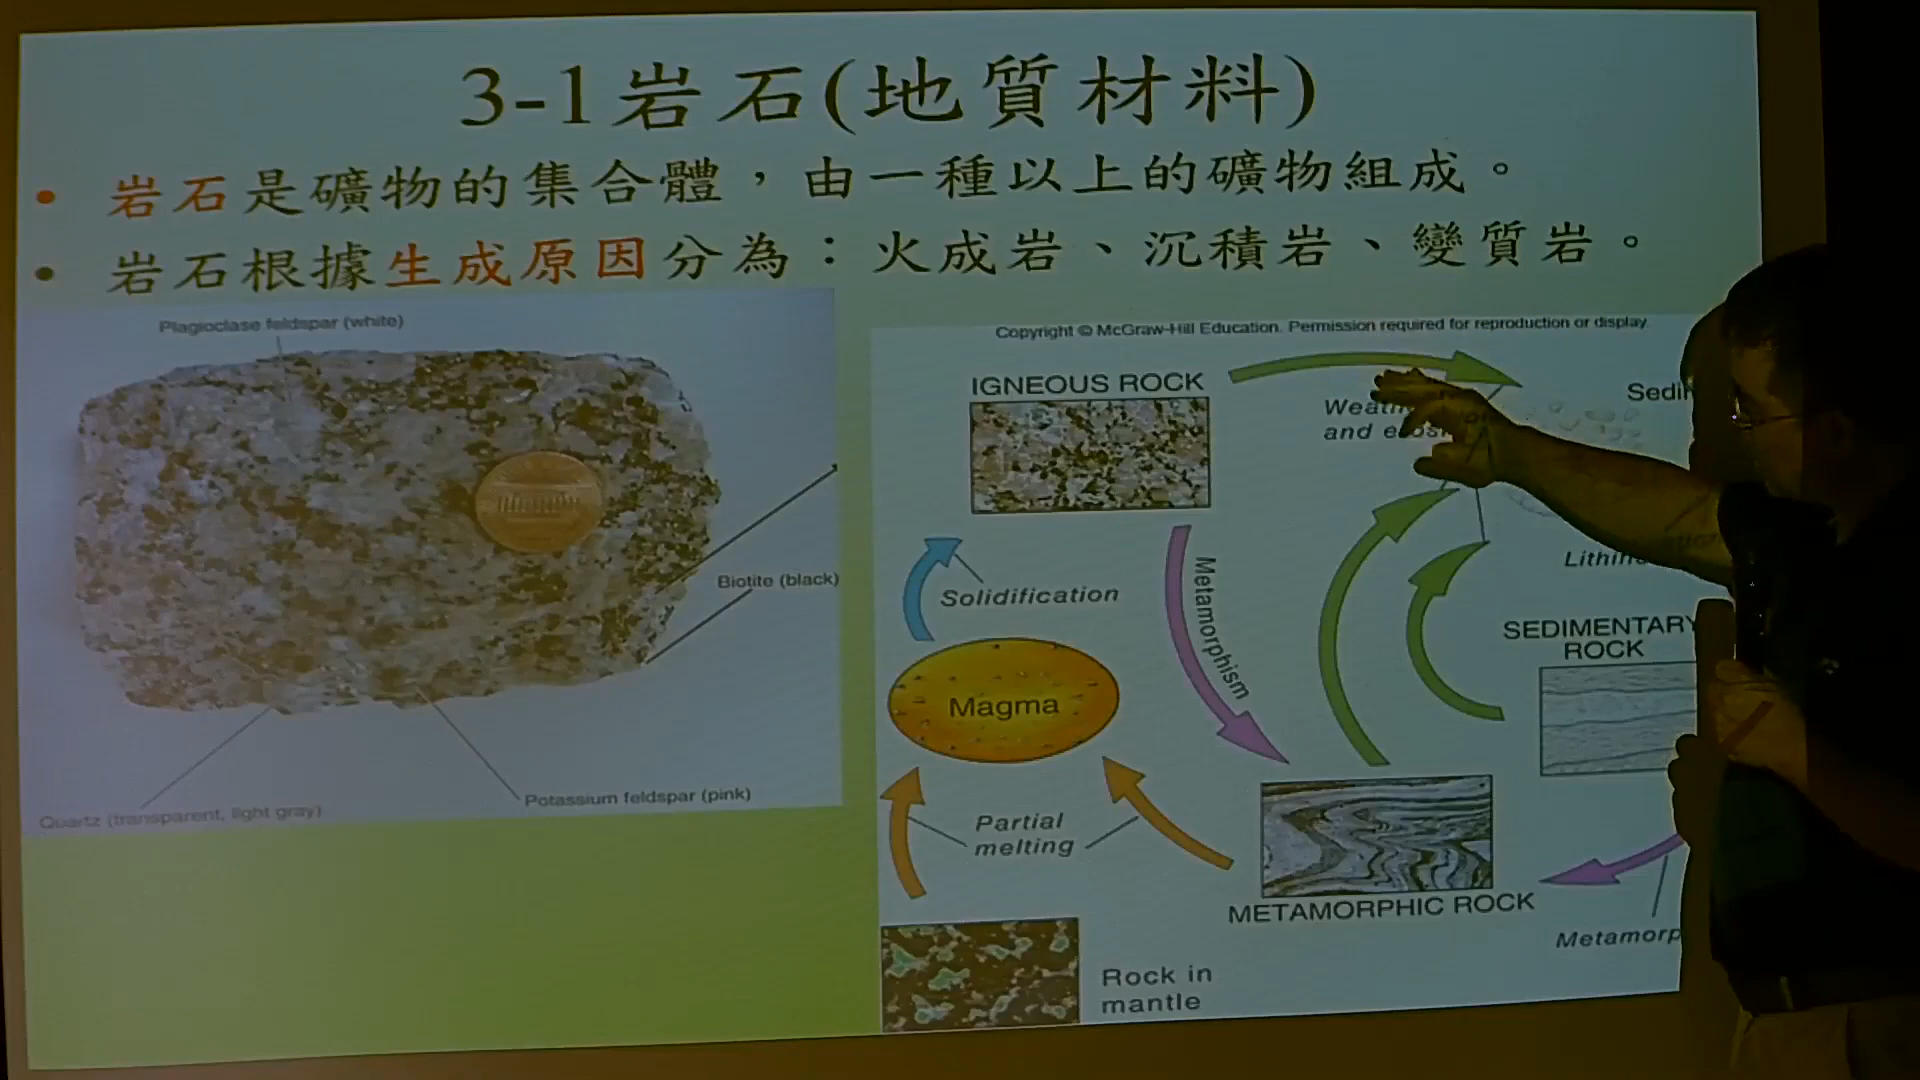 3-1岩石(地質材料)
• 岩石是礦物的集合體，由一種以上的礦物組成。
• 岩石根據生成原因分為：火成岩、沉積岩、變質岩。
Plagioclase feldspar (white)
Biotite (black)
Potassium feldspar (pink)
Quartz (transparent, light gray)
Copyright © McGraw-Hill Education. Permission required for reproduction or display.
IGNEOUS ROCK
and
Solidification
Metamorphism
SEDIMENTARY
ROCK
Magma
Partial
melting
METAMORPHIC ROCK
Rock in
mantle